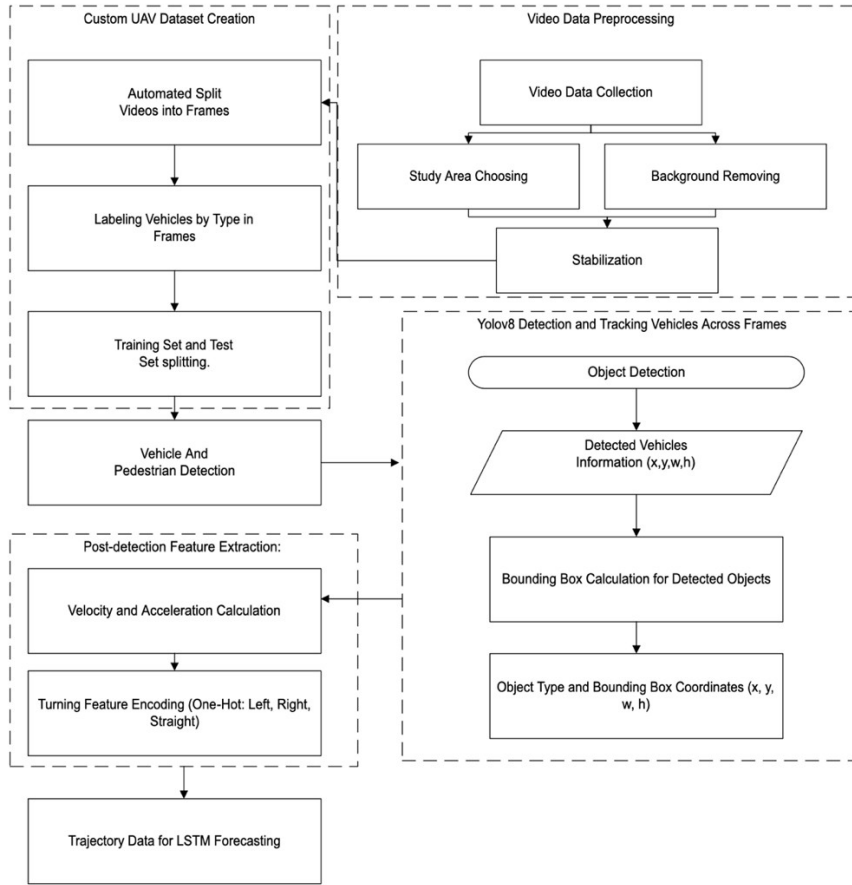 Custom UAV Dataset Creation
Automated Split
Videos into Frames
Labeling Vehicles by Type in
Frames
Training Set and Test
Set splitting.
Vehicle And
Pedestrian Detection
Video Data Preprocessing
Video Data Collection
Study Area Choosing
Background Removing
Stabilization
Yolov8 Detection and Tracking Vehicles Across Frames
Object Detection
Detected Vehicles
Information (x,y,w,h)
Bounding Box Calculation for Detected Objects
Object Type and Bounding Box Coordinates (x, y,
w, h)
Post-detection Feature Extraction:
Velocity and Acceleration Calculation
Turning Feature Encoding (One-Hot: Left, Right,
Straight)
Trajectory Data for LSTM Forecasting